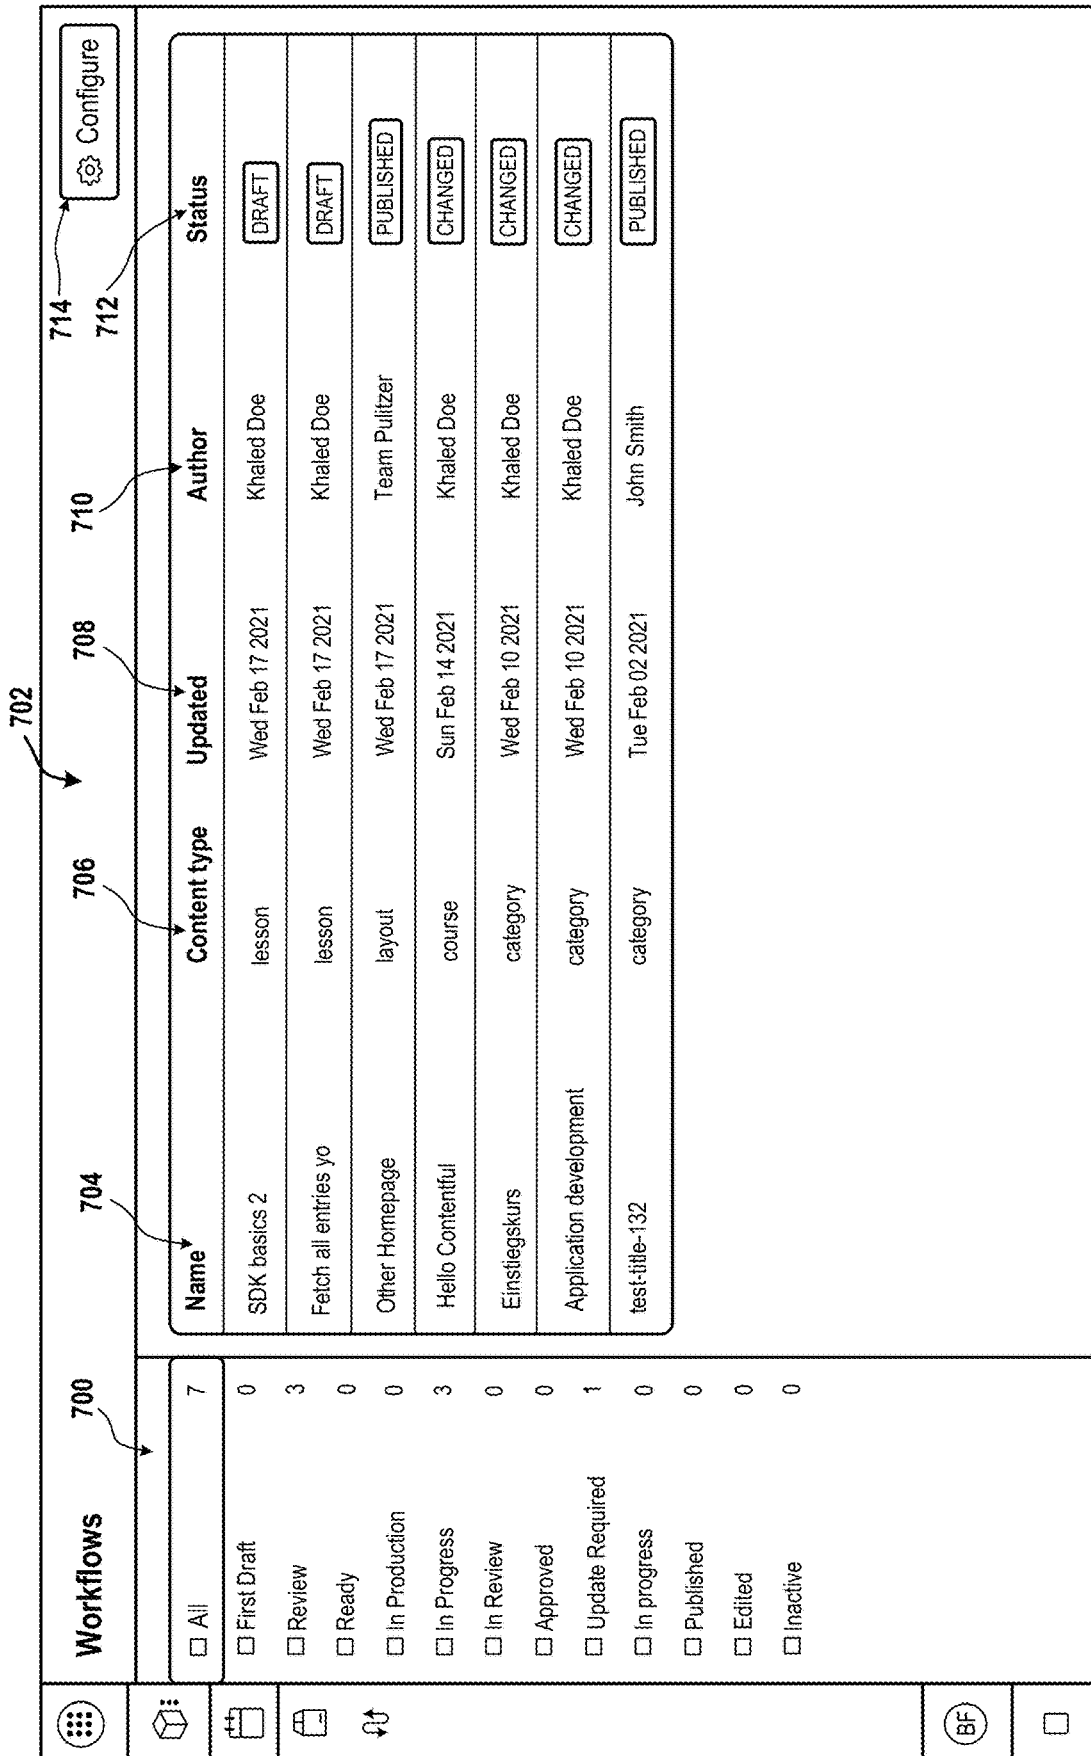 702
Workflows
714
Configure
700
704
706
708
710
712
All 7
First Draft 0
Review 3
Ready 0
In Production 0
In Progress 3
In Review 0
Approved 0
Update Required 1
In progress 0
Published 0
Edited 0
Inactive 0
Name Content type Updated Author Status
SDK basics 2 lesson Wed Feb 17 2021 Khaled Doe DRAFT
Fetch all entries yo lesson Wed Feb 17 2021 Khaled Doe DRAFT
Other Homepage layout Wed Feb 17 2021 Team Pulitzer PUBLISHED
Hello Contentful course Sun Feb 14 2021 Khaled Doe CHANGED
Einstiegskurs category Wed Feb 10 2021 Khaled Doe CHANGED
Application development category Wed Feb 10 2021 Khaled Doe CHANGED
test-title-132 category Tue Feb 02 2021 John Smith PUBLISHED
BF